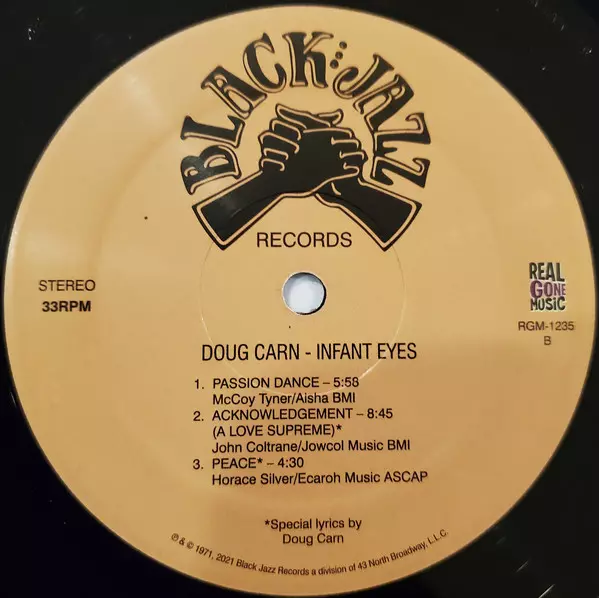 BLACK JAZZ
RECORDS
STEREO
33RPM
REAL
GONE
MUSIC
RGM-1235
B
DOUG CARN - INFANT EYES
1. PASSION DANCE – 5:58
McCoy Tyner/Aisha BMI
2. ACKNOWLEDGEMENT – 8:45
(A LOVE SUPREME)*
John Coltrane/Jowcol Music BMI
3. PEACE* – 4:30
Horace Silver/Ecaroh Music ASCAP
*Special lyrics by
Doug Carn
℗ & © 1971, 2021 Black Jazz Records a division of 43 North Broadway, L.L.C.